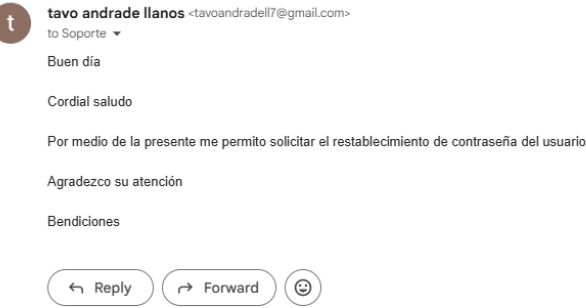 t
tavo andrade llanos <tavoandradell7@gmail.com>
to Soporte
Buen día
Cordial saludo
Por medio de la presente me permito solicitar el restablecimiento de contraseña del usuario
Agradezco su atención
Bendiciones
Reply Forward